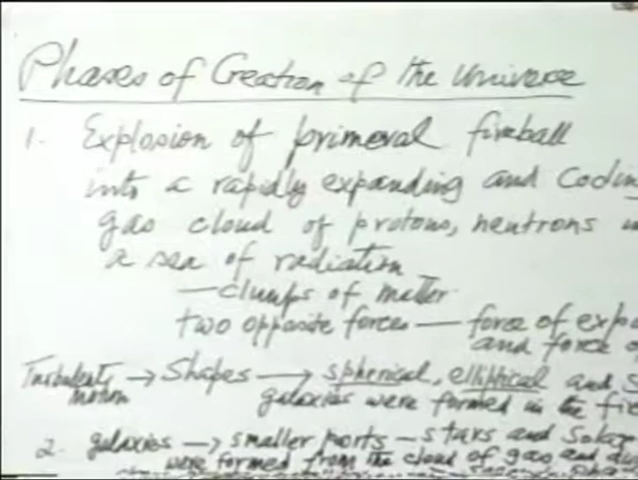 Phases of Creation of the Universe
1. Explosion of primeval fireball
into a rapidly expanding and
gas cloud of protons, neutrons
a sea of radiation
— clumps of matter
two opposite forces — force of
and force
Turbulent motion → Shapes → spherical, elliptical and
galaxies were formed in the
2. galaxies → smaller parts — stars and
were formed from the cloud of gas and